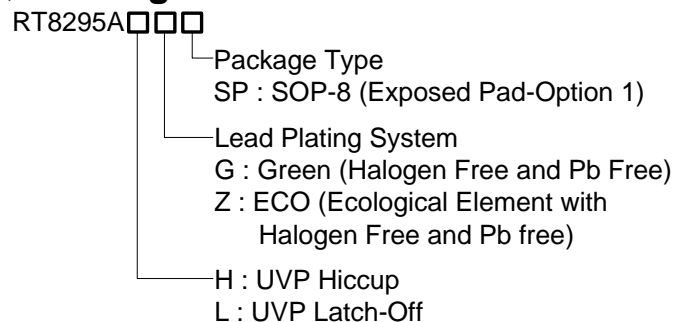 RT8295A□□□
Package Type
SP : SOP-8 (Exposed Pad-Option 1)
Lead Plating System
G : Green (Halogen Free and Pb Free)
Z : ECO (Ecological Element with
Halogen Free and Pb free)
H : UVP Hiccup
L : UVP Latch-Off